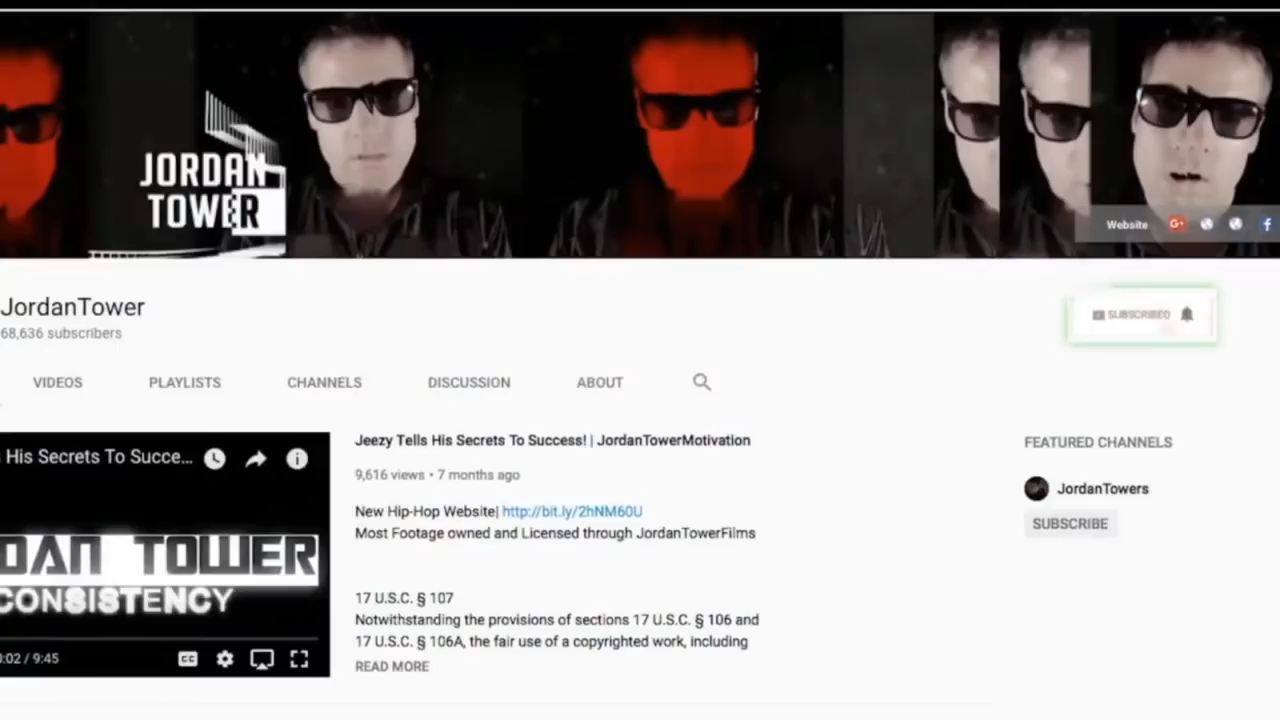 JORDAN
TOWER
Website
JordanTower
68,636 subscribers
SUBSCRIBED
VIDEOS
PLAYLISTS
CHANNELS
DISCUSSION
ABOUT
His Secrets To Succe...
DAN TOWER
CONSISTENCY
0:02 / 9:45
Jeezy Tells His Secrets To Success! | JordanTowerMotivation
9,616 views • 7 months ago
New Hip-Hop Website| http://bit.ly/2hNM60U
Most Footage owned and Licensed through JordanTowerFilms
17 U.S.C. § 107
Notwithstanding the provisions of sections 17 U.S.C. § 106 and
17 U.S.C. § 106A, the fair use of a copyrighted work, including
READ MORE
FEATURED CHANNELS
JordanTowers
SUBSCRIBE